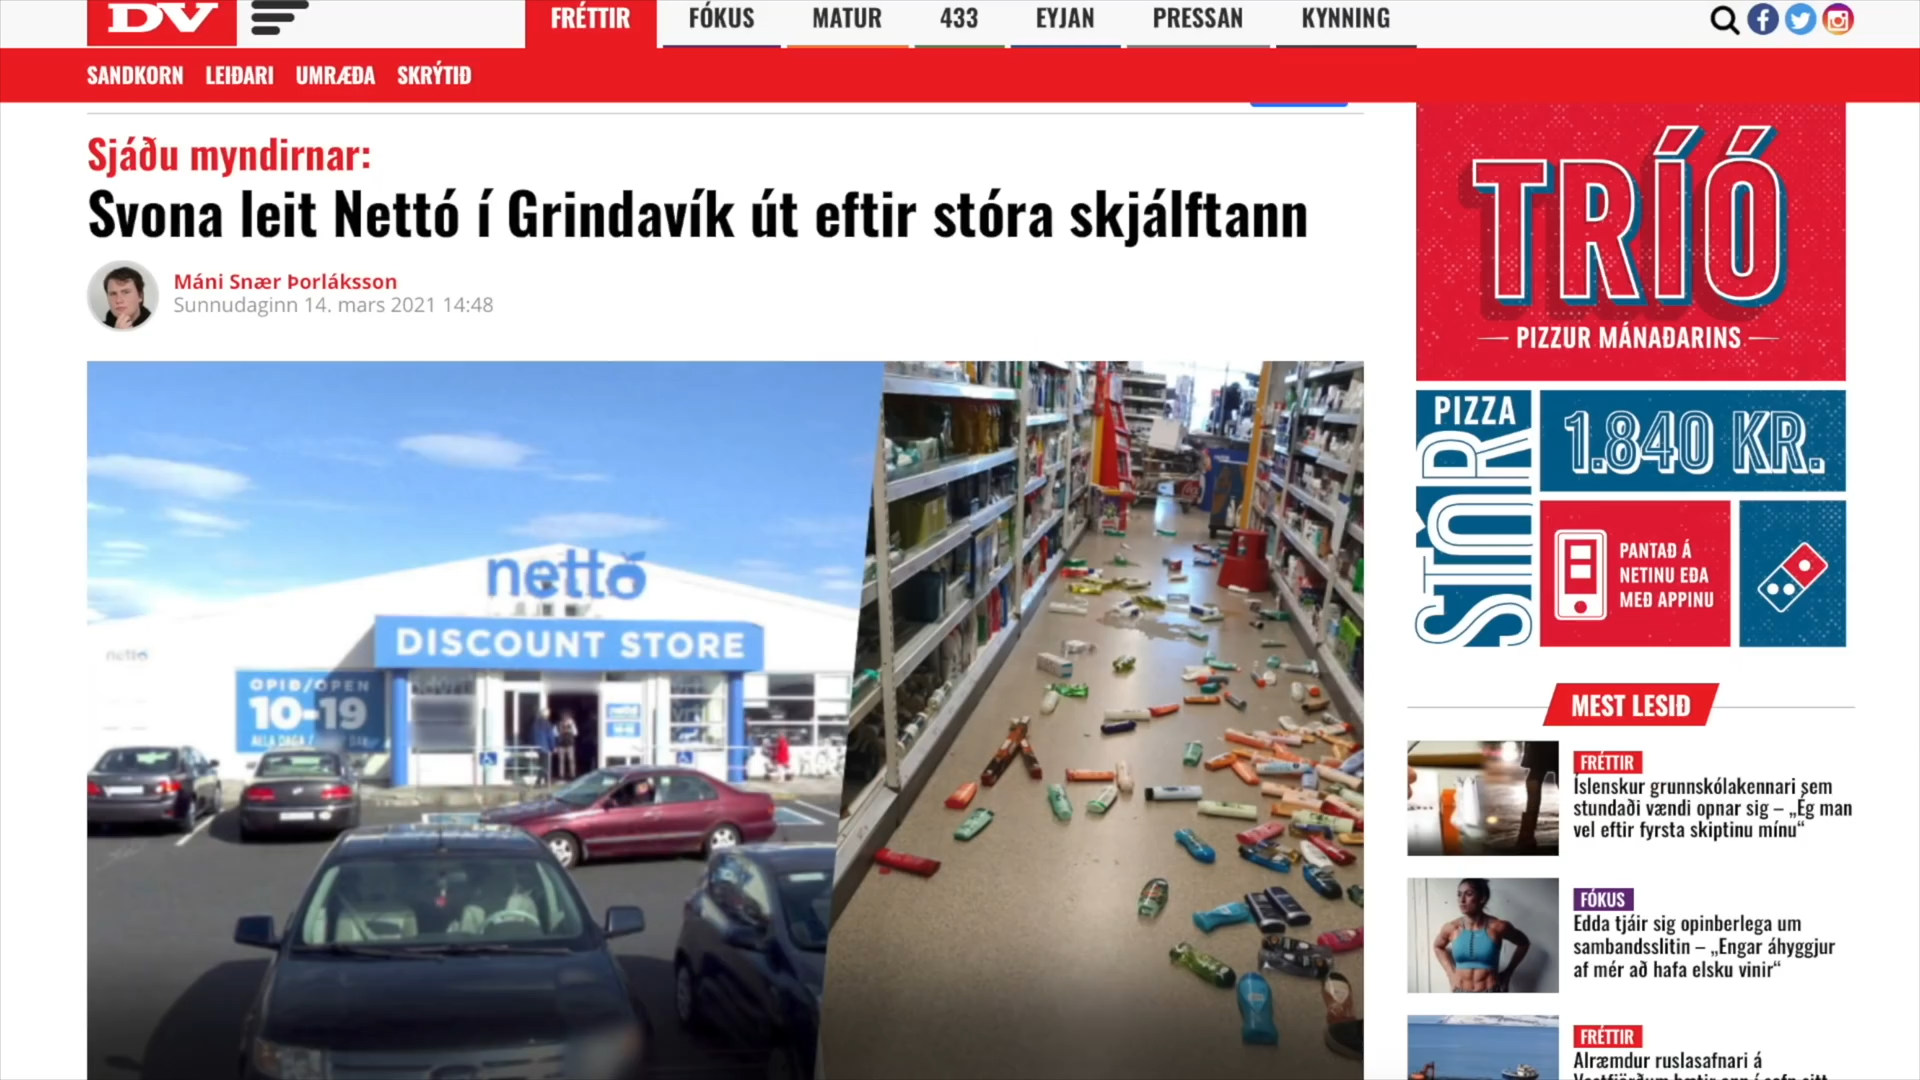 DV
FRÉTTIR
FÓKUS
MATUR
433
EYJAN
PRESSAN
KYNNING
SANDKORN
LEIÐARI
UMRÆÐA
SKRÝTIÐ
Sjáðu myndirnar:
Svona leit Nettó í Grindavík út eftir stóra skjálftann
Máni Snær Þorláksson
Sunnudaginn 14. mars 2021 14:48
nettó
DISCOUNT STORE
nettó
OPIÐ/OPEN
10-19
ALLA DAGA
TRÍÓ
PIZZUR MÁNAÐARINS
STÓR
PIZZA
1.840 KR.
PANTAÐ Á
NETINU EÐA
MEÐ APPINU
MEST LESIÐ
FRÉTTIR
Íslenskur grunnskólakennari sem
stundaði vændi opnar sig – „Ég man
vel eftir fyrsta skiptinu mínu“
FÓKUS
Edda tjáir sig opinberlega um
sambandsslitin – „Engar áhyggjur
af mér að hafa elsku vinir“
FRÉTTIR
Alræmdur ruslasafnari á